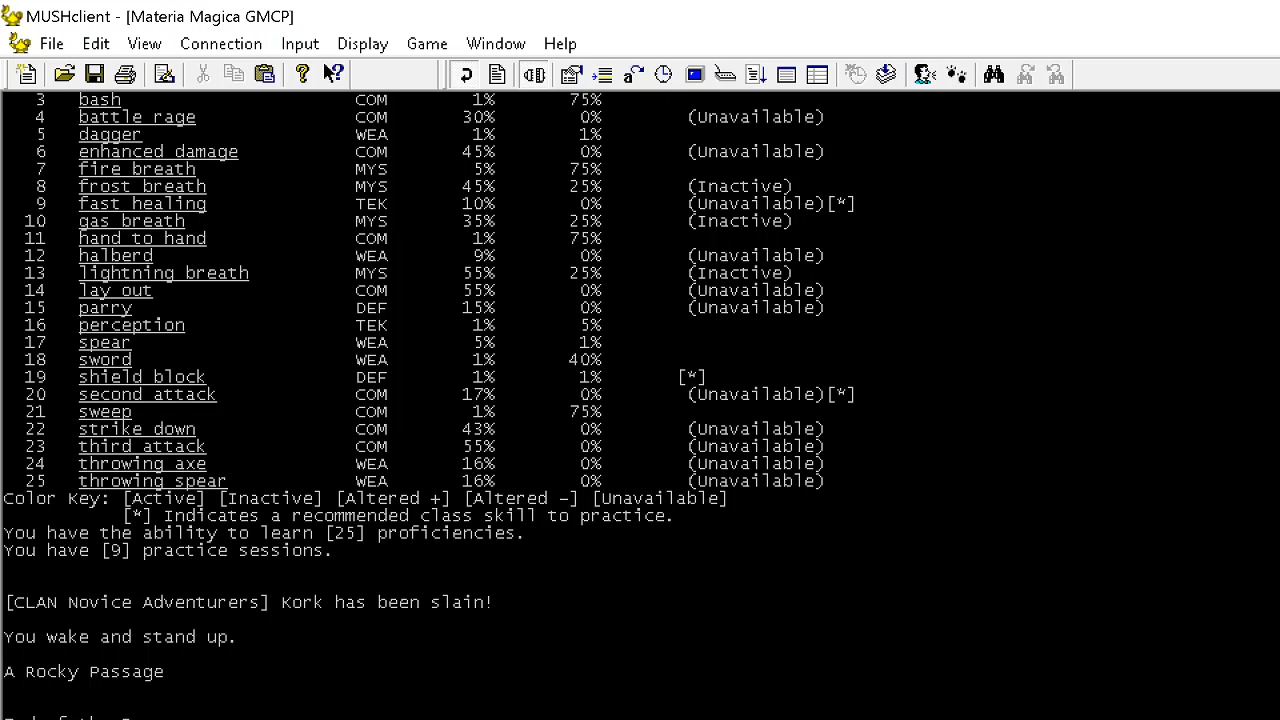 MUSHclient - [Materia Magica GMCP]
File Edit View Connection Input Display Game Window Help
3 bash COM 1% 75%
4 battle rage COM 30% 0% (Unavailable)
5 dagger WEA 1% 1%
6 enhanced damage COM 45% 0% (Unavailable)
7 fire breath MYS 5% 75%
8 frost breath MYS 45% 25% (Inactive)
9 fast healing TEK 10% 0% (Unavailable)[*]
10 gas breath MYS 35% 25% (Inactive)
11 hand to hand COM 1% 75%
12 halberd WEA 9% 0% (Unavailable)
13 lightning breath MYS 55% 25% (Inactive)
14 lay out COM 55% 0% (Unavailable)
15 parry DEF 15% 0% (Unavailable)
16 perception TEK 1% 5%
17 spear WEA 5% 1%
18 sword WEA 1% 40%
19 shield block DEF 1% 1% [*]
20 second attack COM 17% 0% (Unavailable)[*]
21 sweep COM 1% 75%
22 strike down COM 43% 0% (Unavailable)
23 third attack COM 55% 0% (Unavailable)
24 throwing axe WEA 16% 0% (Unavailable)
25 throwing spear WEA 16% 0% (Unavailable)
Color Key: [Active] [Inactive] [Altered +] [Altered -] [Unavailable]
[*] Indicates a recommended class skill to practice.
You have the ability to learn [25] proficiencies.
You have [9] practice sessions.
[CLAN Novice Adventurers] Kork has been slain!
You wake and stand up.
A Rocky Passage